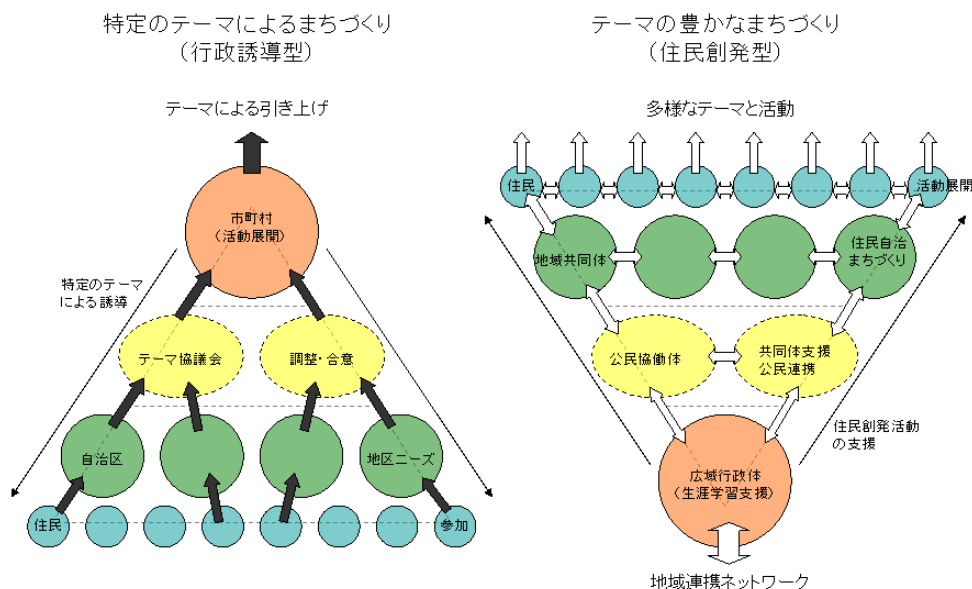 特定のテーマによるまちづくり
(行政誘導型)
テーマによる引き上げ
市町村
(活動展開)
特定のテーマ
による誘導
テーマ協議会
調整・合意
自治区
地区ニーズ
住民
参加
テーマの豊かなまちづくり
(住民創発型)
多様なテーマと活動
住民
活動展開
地域共同体
住民自治
まちづくり
公民協働体
共同体支援
公民連携
住民創発活動
の支援
広域行政体
(生涯学習支援)
地域連携ネットワーク